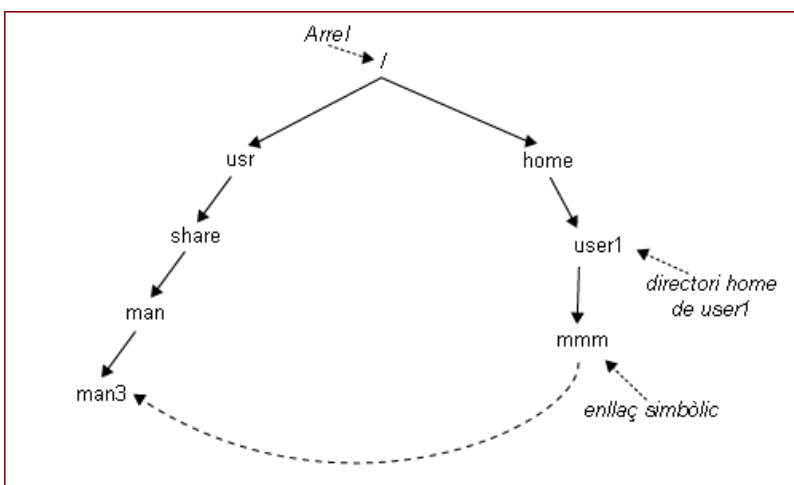 Arrel
/
usr
home
share
user1
directori home
de user1
man
mmm
man3
enllaç simbòlic